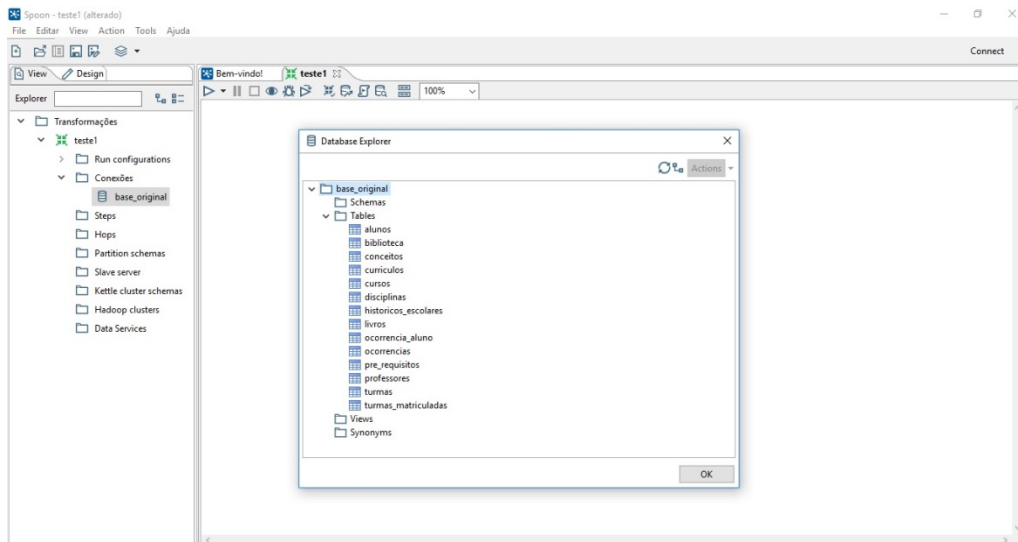 Spoon - teste1 (alterado)
File Editar View Action Tools Ajuda
Connect
View Design
Explorer
Transformações
teste1
Run configurations
Conexões
base_original
Steps
Hops
Partition schemas
Slave server
Kettle cluster schemas
Hadoop clusters
Data Services
Bem-vindo! teste1
100%
Database Explorer
Actions
base_original
Schemas
Tables
alunos
biblioteca
conceitos
curriculos
cursos
disciplinas
historicos_escolares
livros
ocorrencia_aluno
ocorrencias
pre_requisitos
professores
turmas
turmas_matriculadas
Views
Synonyms
OK